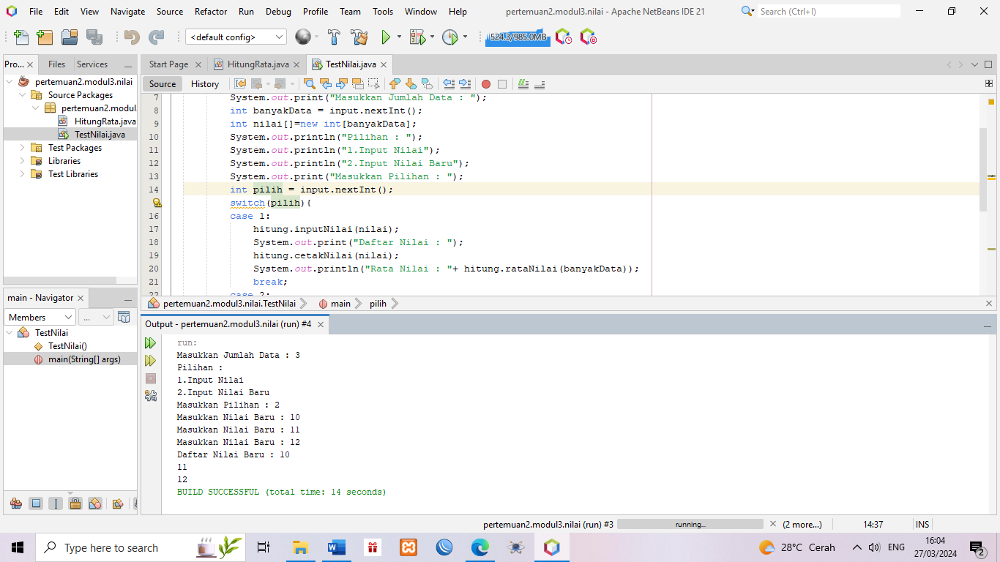 File Edit View Navigate Source Refactor Run Debug Profile Team Tools Window Help
pertemuan2.modul3.nilai - Apache NetBeans IDE 21
Search (Ctrl+I)
<default config>
524.3/985.0MB
Pro... Files Services
Start Page HitungRata.java TestNilai.java
pertemuan2.modul3.nilai
Source Packages
pertemuan2.modul
HitungRata.java
TestNilai.java
Test Packages
Libraries
Test Libraries
Source History
7 System.out.print("Masukkan Jumlah Data : ");
8 int banyakData = input.nextInt();
9 int nilai[]=new int[banyakData];
10 System.out.println("Pilihan : ");
11 System.out.println("1.Input Nilai");
12 System.out.println("2.Input Nilai Baru");
13 System.out.print("Masukkan Pilihan : ");
14 int pilih = input.nextInt();
switch(pilih){
16 case 1:
17 hitung.inputNilai(nilai);
18 System.out.print("Daftar Nilai : ");
19 hitung.cetakNilai(nilai);
20 System.out.println("Rata Nilai : "+ hitung.rataNilai(banyakData));
21 break;
22 case 2:
pertemuan2.modul3.nilai.TestNilai main pilih
main - Navigator
Members ...
TestNilai
TestNilai()
main(String[] args)
Output - pertemuan2.modul3.nilai (run) #4
run:
Masukkan Jumlah Data : 3
Pilihan :
1.Input Nilai
2.Input Nilai Baru
Masukkan Pilihan : 2
Masukkan Nilai Baru : 10
Masukkan Nilai Baru : 11
Masukkan Nilai Baru : 12
Daftar Nilai Baru : 10
11
12
BUILD SUCCESSFUL (total time: 14 seconds)
pertemuan2.modul3.nilai (run) #3 running... (2 more...) 14:37 INS
Type here to search
28°C Cerah ENG
16:04
27/03/2024
2